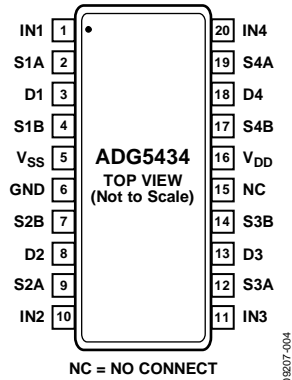 IN1 1 20 IN4
S1A 2 19 S4A
D1 3 18 D4
S1B 4 17 S4B
VSS 5 ADG5434 16 VDD
GND 6 TOP VIEW 15 NC
(Not to Scale)
S2B 7 14 S3B
D2 8 13 D3
S2A 9 12 S3A
IN2 10 11 IN3
NC = NO CONNECT
09207-004